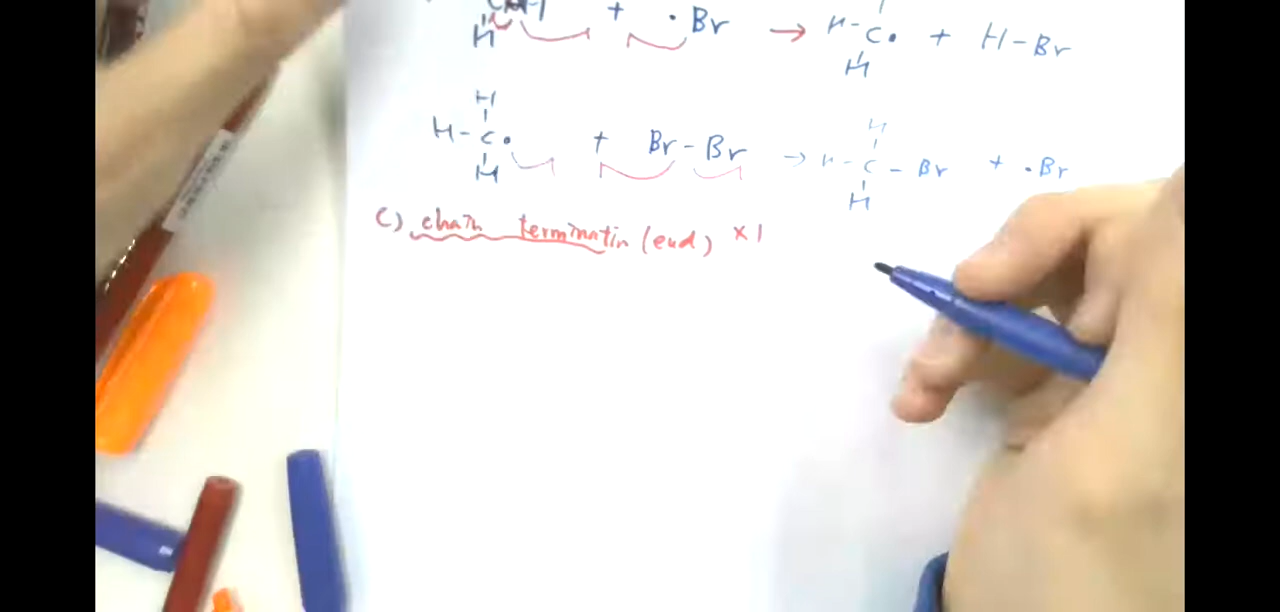 + ·Br → H-C· + H-Br
H
H
H
H
H-C· + Br-Br → H-C-Br + ·Br
H
H
c) chain terminatin (end) ×1